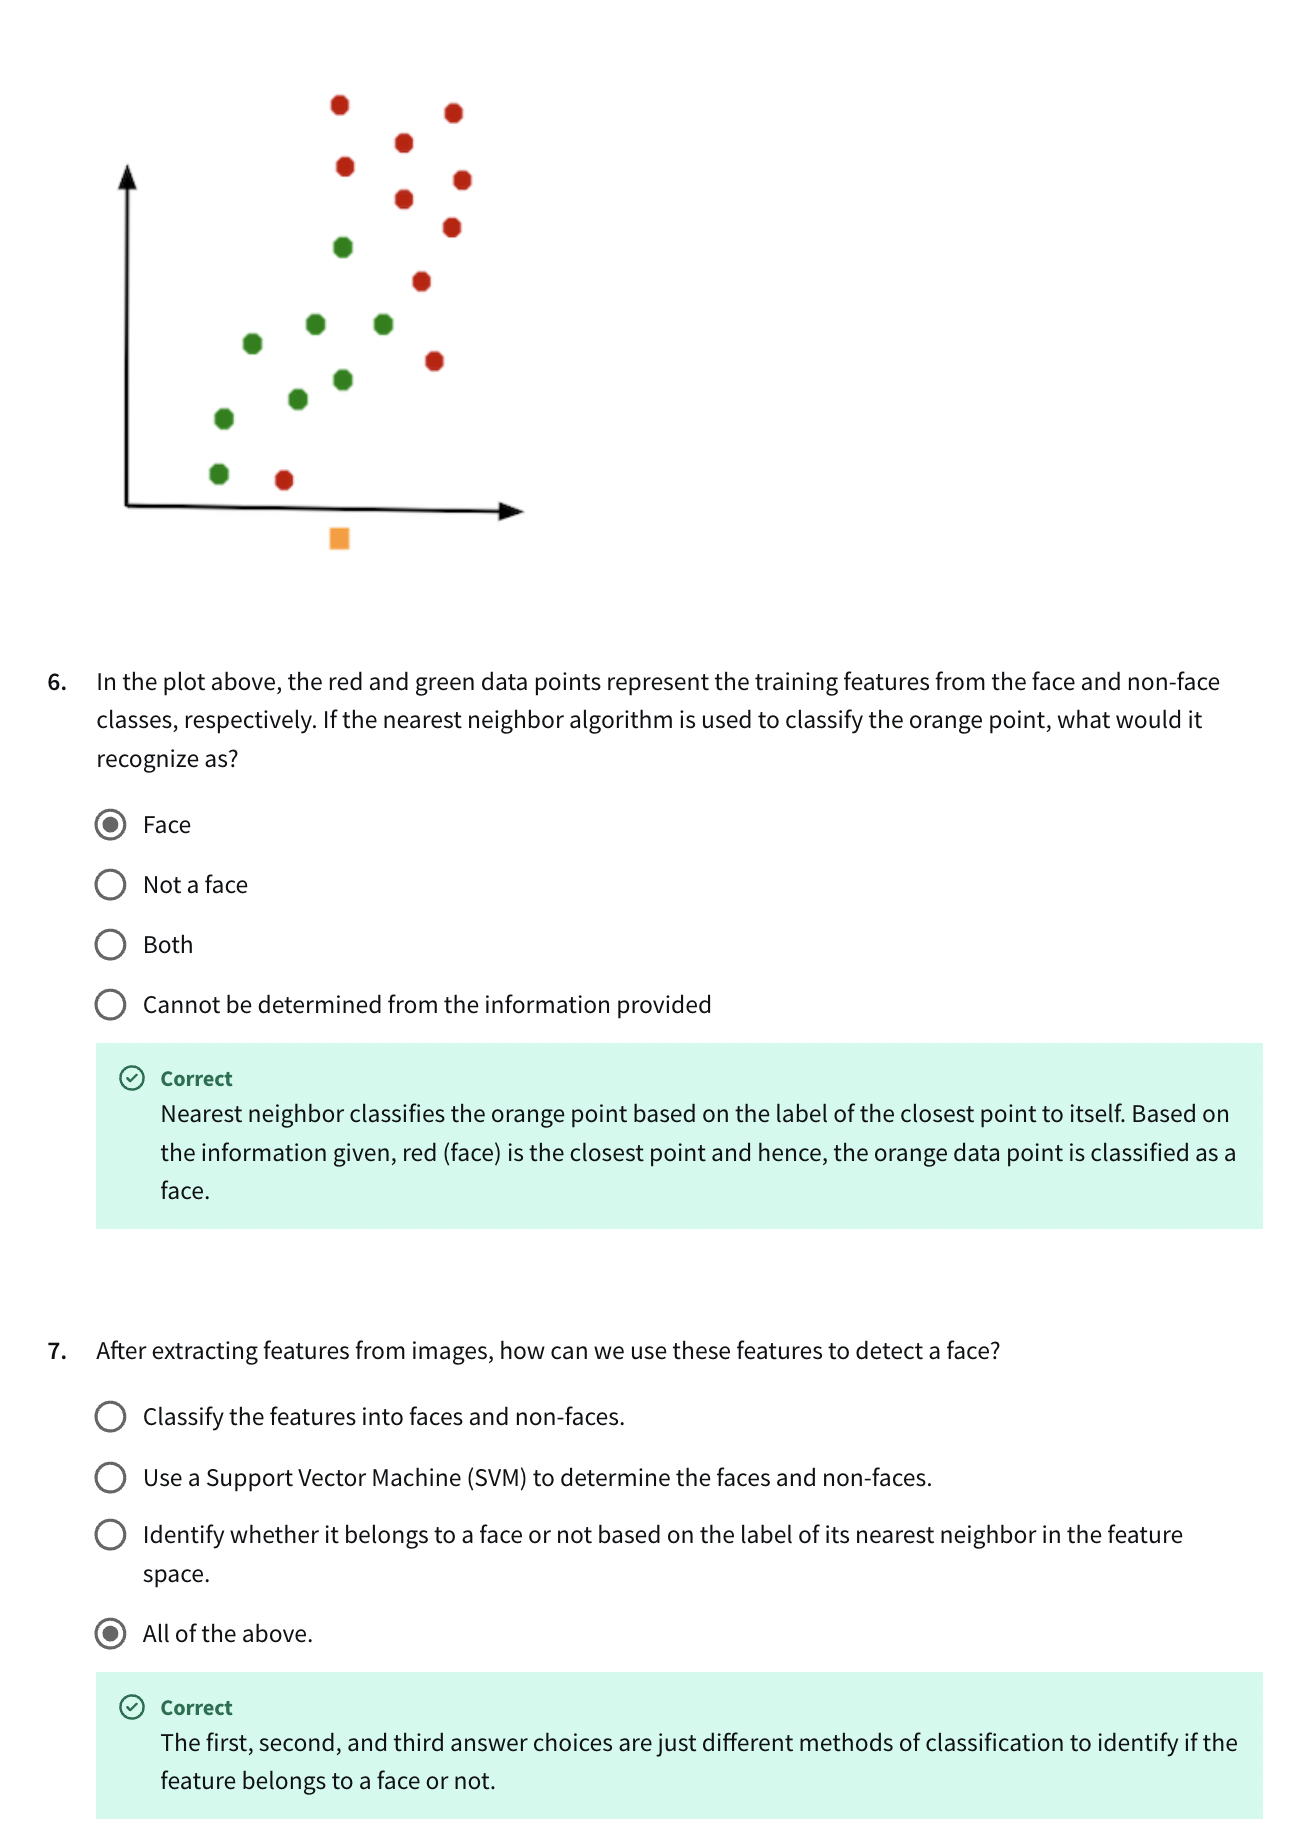 6. In the plot above, the red and green data points represent the training features from the face and non-face
classes, respectively. If the nearest neighbor algorithm is used to classify the orange point, what would it
recognize as?
Face
Not a face
Both
Cannot be determined from the information provided
Correct
Nearest neighbor classifies the orange point based on the label of the closest point to itself. Based on
the information given, red (face) is the closest point and hence, the orange data point is classified as a
face.
7. After extracting features from images, how can we use these features to detect a face?
Classify the features into faces and non-faces.
Use a Support Vector Machine (SVM) to determine the faces and non-faces.
Identify whether it belongs to a face or not based on the label of its nearest neighbor in the feature
space.
All of the above.
Correct
The first, second, and third answer choices are just different methods of classification to identify if the
feature belongs to a face or not.